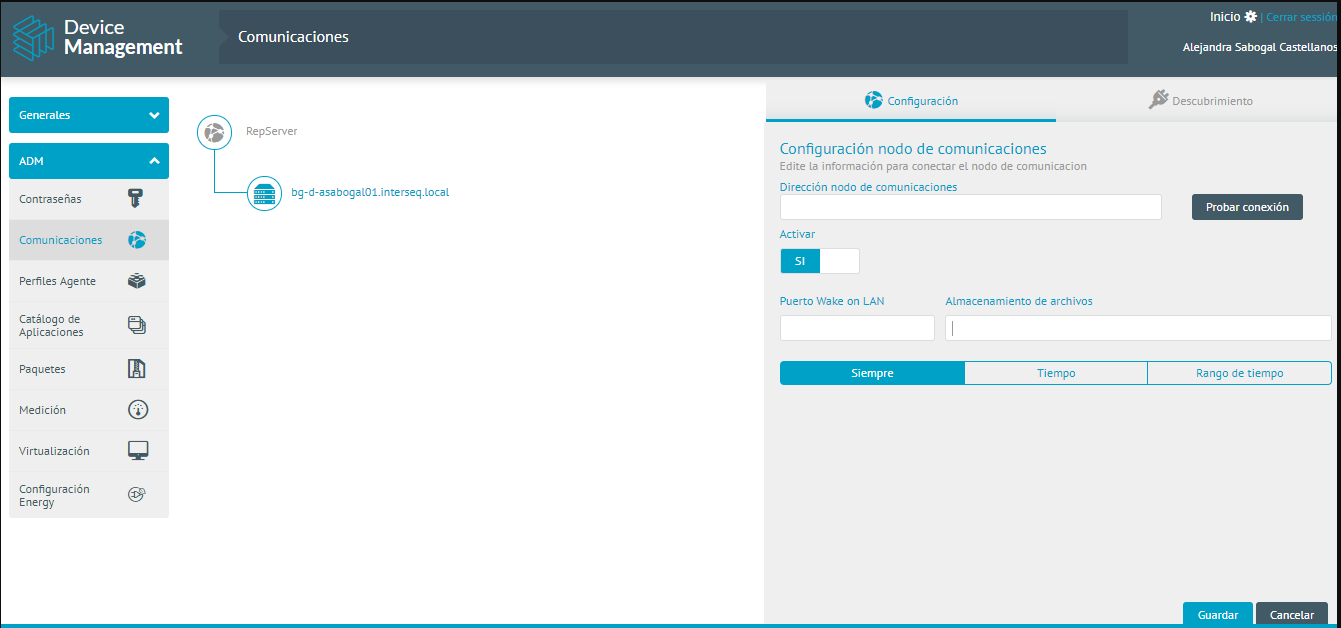 Device
Management
Comunicaciones
Inicio | Cerrar sessión
Alejandra Sabogal Castellanos
Generales
ADM
Contraseñas
Comunicaciones
Perfiles Agente
Catálogo de
Aplicaciones
Paquetes
Medición
Virtualización
Configuración
Energy
RepServer
bg-d-asabogal01.interseq.local
Configuración
Descubrimiento
Configuración nodo de comunicaciones
Edite la información para conectar el nodo de comunicacion
Dirección nodo de comunicaciones
Probar conexión
Activar
SI
Puerto Wake on LAN
Almacenamiento de archivos
Siempre
Tiempo
Rango de tiempo
Guardar
Cancelar